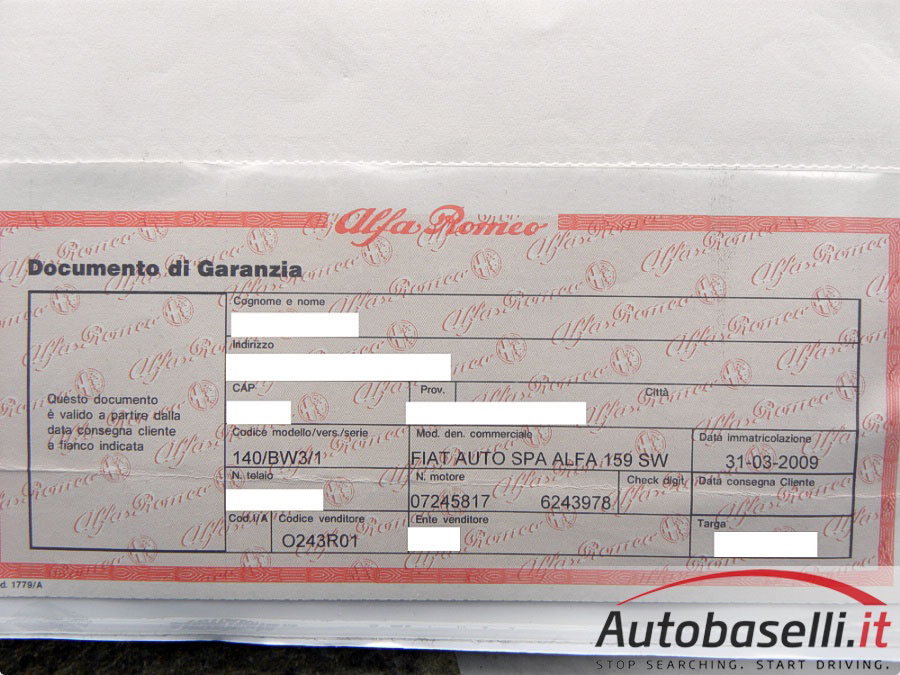 Alfa Romeo
Documento di Garanzia
Cognome e nome
Indirizzo
CAP
Prov.
Città
Questo documento
è valido a partire dalla
data consegna cliente
a fianco indicata
Codice modello/vers./serie
Mod. den. commerciale
Data immatricolazione
140/BW3/1
FIAT AUTO SPA ALFA 159 SW
31-03-2009
N. telaio
N. motore
Check digit
Data consegna Cliente
07245817 6243978
Cod.I/A
Codice venditore
Ente venditore
Targa
O243R01
d. 1779/A
Autobaselli.it
STOP SEARCHING. START DRIVING.